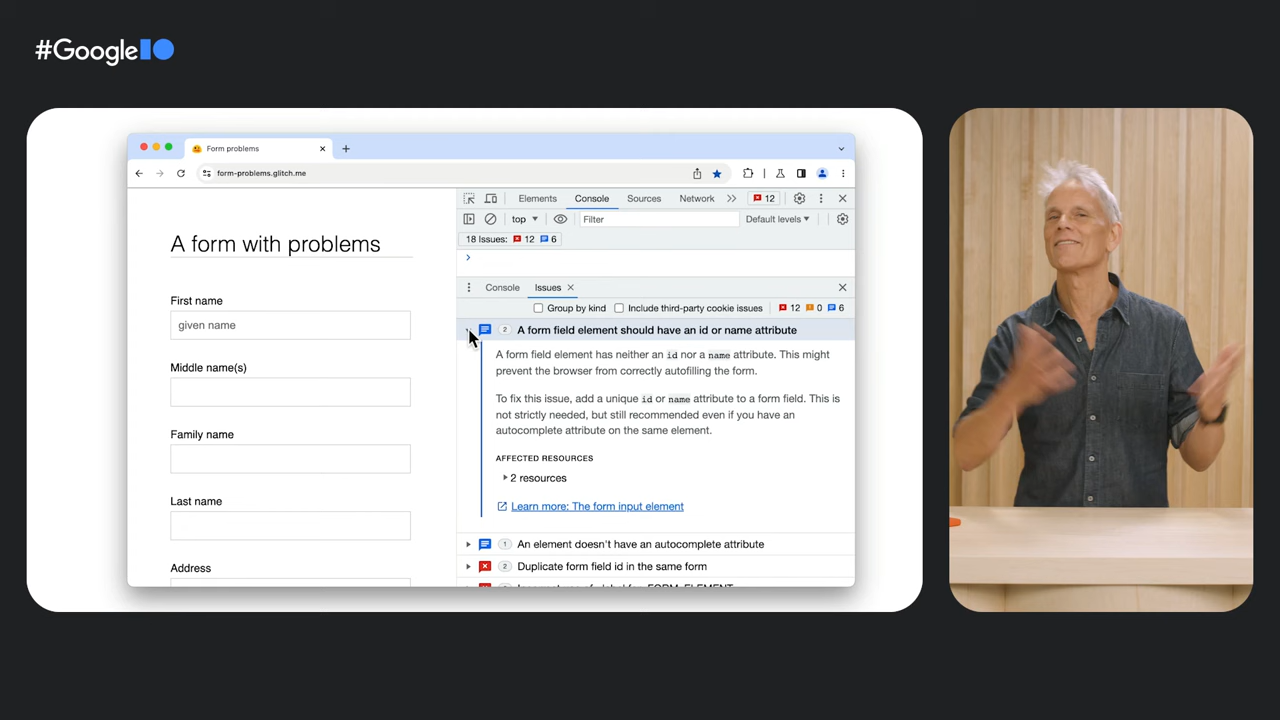 #Google IO
Form problems
form-problems.glitch.me
A form with problems
First name
given name
Middle name(s)
Family name
Last name
Address
Elements Console Sources Network 12
top Filter Default levels
18 Issues: 12 6
Console Issues
Group by kind Include third-party cookie issues 12 0 6
2 A form field element should have an id or name attribute
A form field element has neither an id nor a name attribute. This might
prevent the browser from correctly autofilling the form.
To fix this issue, add a unique id or name attribute to a form field. This is
not strictly needed, but still recommended even if you have an
autocomplete attribute on the same element.
AFFECTED RESOURCES
2 resources
Learn more: The form input element
1 An element doesn't have an autocomplete attribute
2 Duplicate form field id in the same form